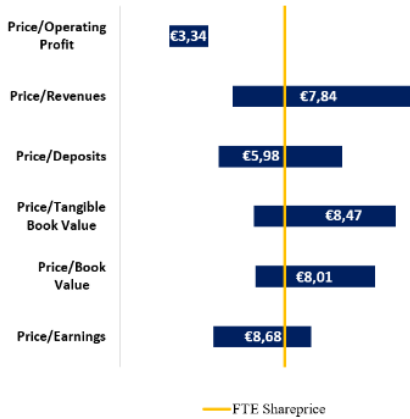 Price/Operating
Profit
€3,34
Price/Revenues
€7,84
Price/Deposits
€5,98
Price/Tangible
Book Value
€8,47
Price/Book
Value
€8,01
Price/Earnings
€8,68
FTE Shareprice